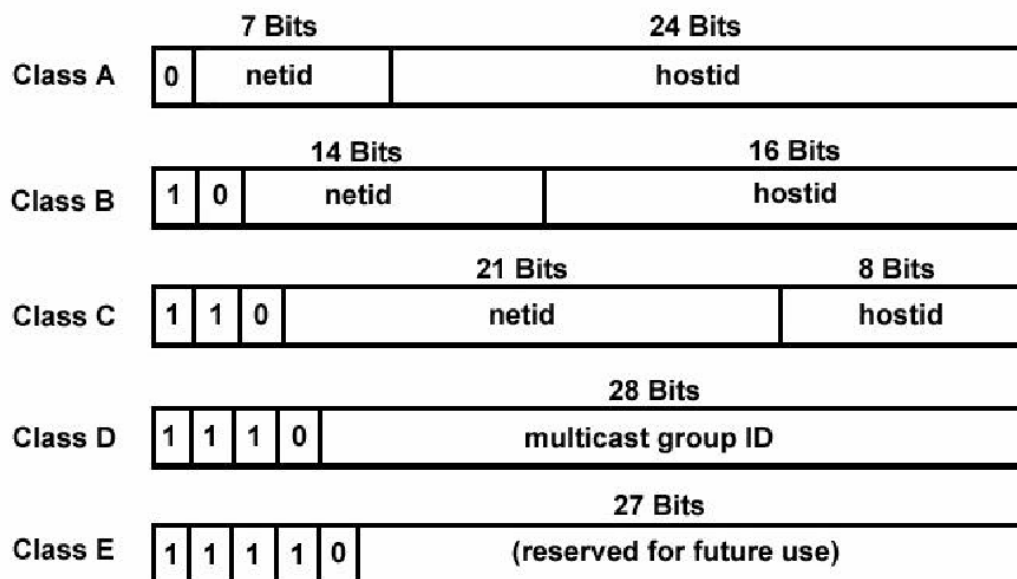 7 Bits 24 Bits
Class A 0 netid hostid
14 Bits 16 Bits
Class B 1 0 netid hostid
21 Bits 8 Bits
Class C 1 1 0 netid hostid
28 Bits
Class D 1 1 1 0 multicast group ID
27 Bits
Class E 1 1 1 1 0 (reserved for future use)